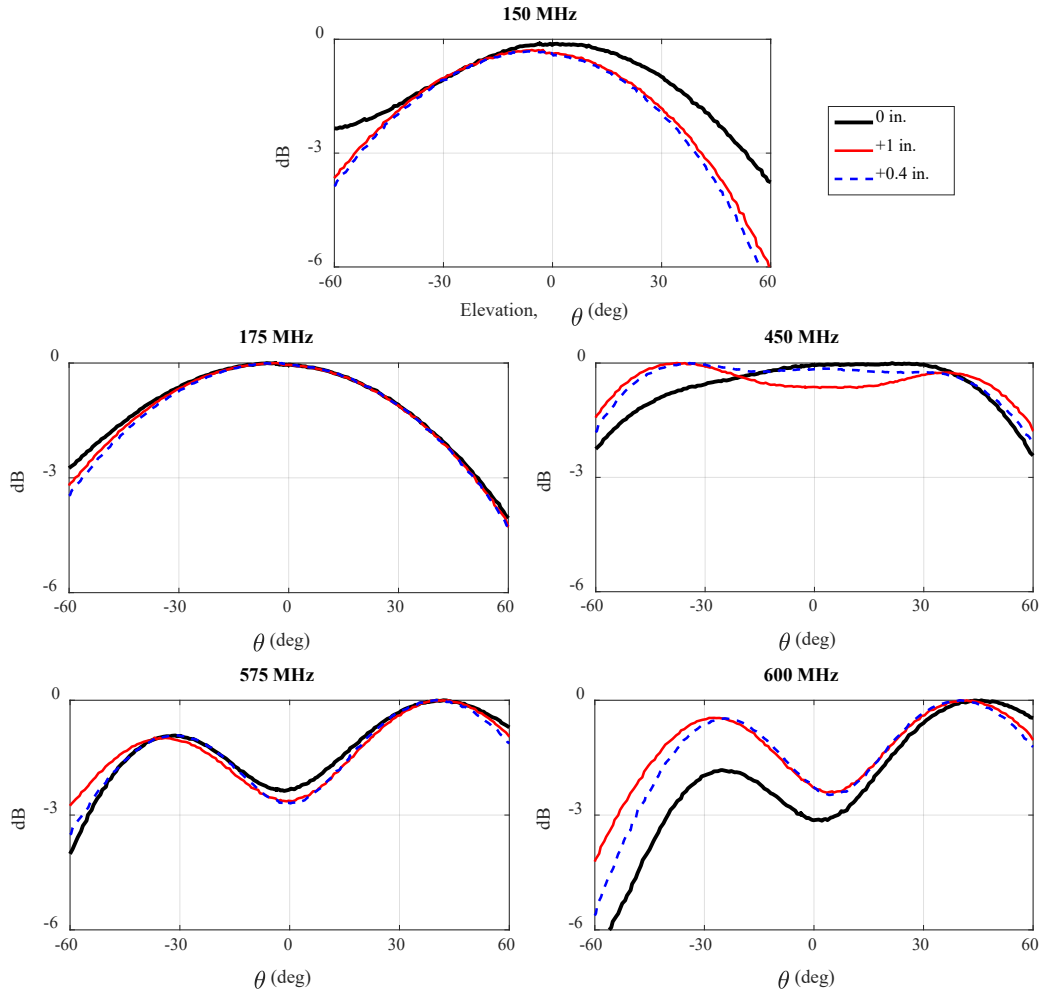 150 MHz
0
-3
-6
dB
-60
-30
0
30
60
Elevation, θ (deg)
0 in.
+1 in.
+0.4 in.
175 MHz
0
-3
-6
dB
-60
-30
0
30
60
θ (deg)
450 MHz
0
-3
-6
dB
-60
-30
0
30
60
θ (deg)
575 MHz
0
-3
-6
dB
-60
-30
0
30
60
θ (deg)
600 MHz
0
-3
-6
dB
-60
-30
0
30
60
θ (deg)